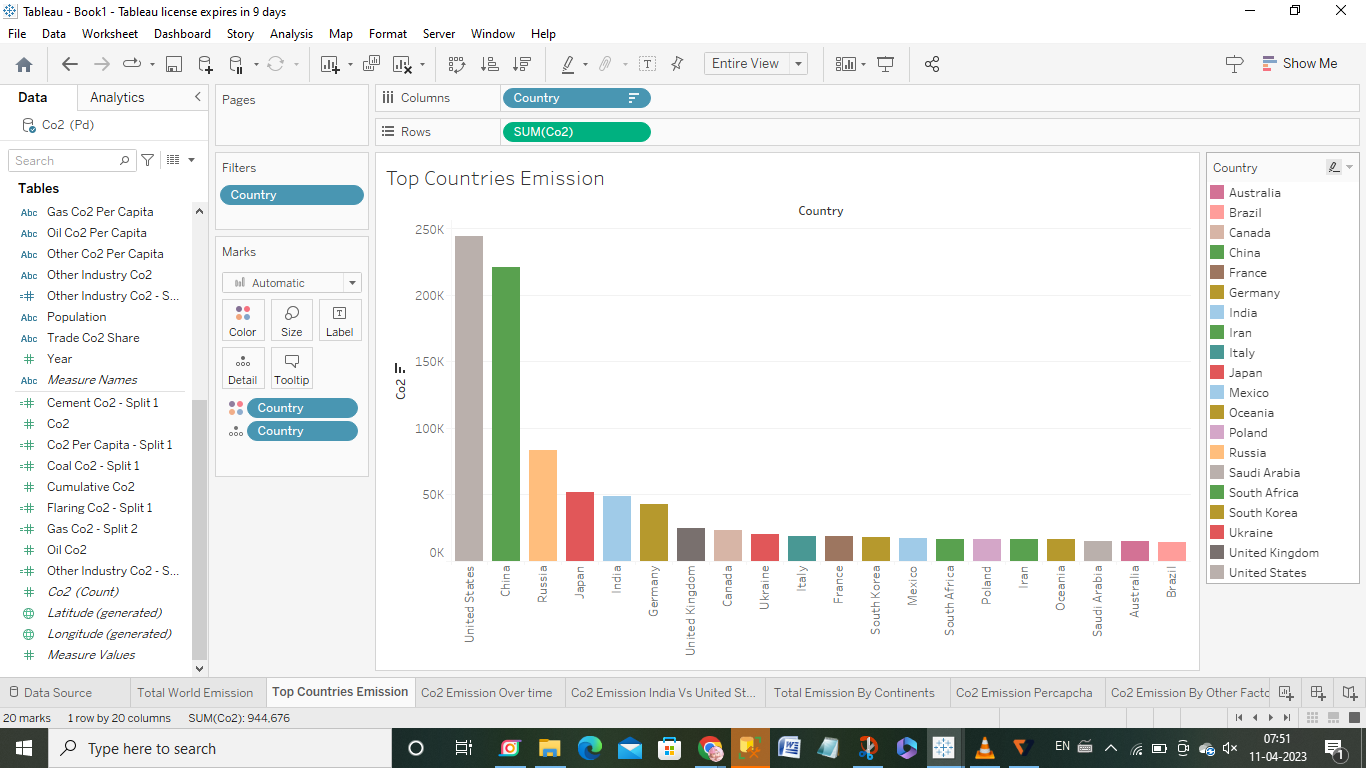 Tableau - Book1 - Tableau license expires in 9 days
File Data Worksheet Dashboard Story Analysis Map Format Server Window Help
Entire View
Show Me
Data Analytics
Co2 (Pd)
Search
Tables
Abc Gas Co2 Per Capita
Abc Oil Co2 Per Capita
Abc Other Co2 Per Capita
Abc Other Industry Co2
=# Other Industry Co2 - S...
Abc Population
Abc Trade Co2 Share
# Year
Abc Measure Names
=# Cement Co2 - Split 1
# Co2
=# Co2 Per Capita - Split 1
=# Coal Co2 - Split 1
# Cumulative Co2
=# Flaring Co2 - Split 1
=# Gas Co2 - Split 2
# Oil Co2
=# Other Industry Co2 - S...
# Co2 (Count)
Latitude (generated)
Longitude (generated)
# Measure Values
Pages
Filters
Country
Marks
Automatic
Color Size Label
Detail Tooltip
Country
Country
Columns Country
Rows SUM(Co2)
Top Countries Emission
Country
250K
200K
150K
100K
50K
0K
Co2
United States
China
Russia
Japan
India
Germany
United Kingdom
Canada
Ukraine
Italy
France
South Korea
Mexico
South Africa
Poland
Iran
Oceania
Saudi Arabia
Australia
Brazil
Country
Australia
Brazil
Canada
China
France
Germany
India
Iran
Italy
Japan
Mexico
Oceania
Poland
Russia
Saudi Arabia
South Africa
South Korea
Ukraine
United Kingdom
United States
Data Source Total World Emission Top Countries Emission Co2 Emission Over time Co2 Emission India Vs United St... Total Emission By Continents Co2 Emission Percapcha Co2 Emission By Other Facto
20 marks 1 row by 20 columns SUM(Co2): 944,676
Type here to search
EN
07:51
11-04-2023
1